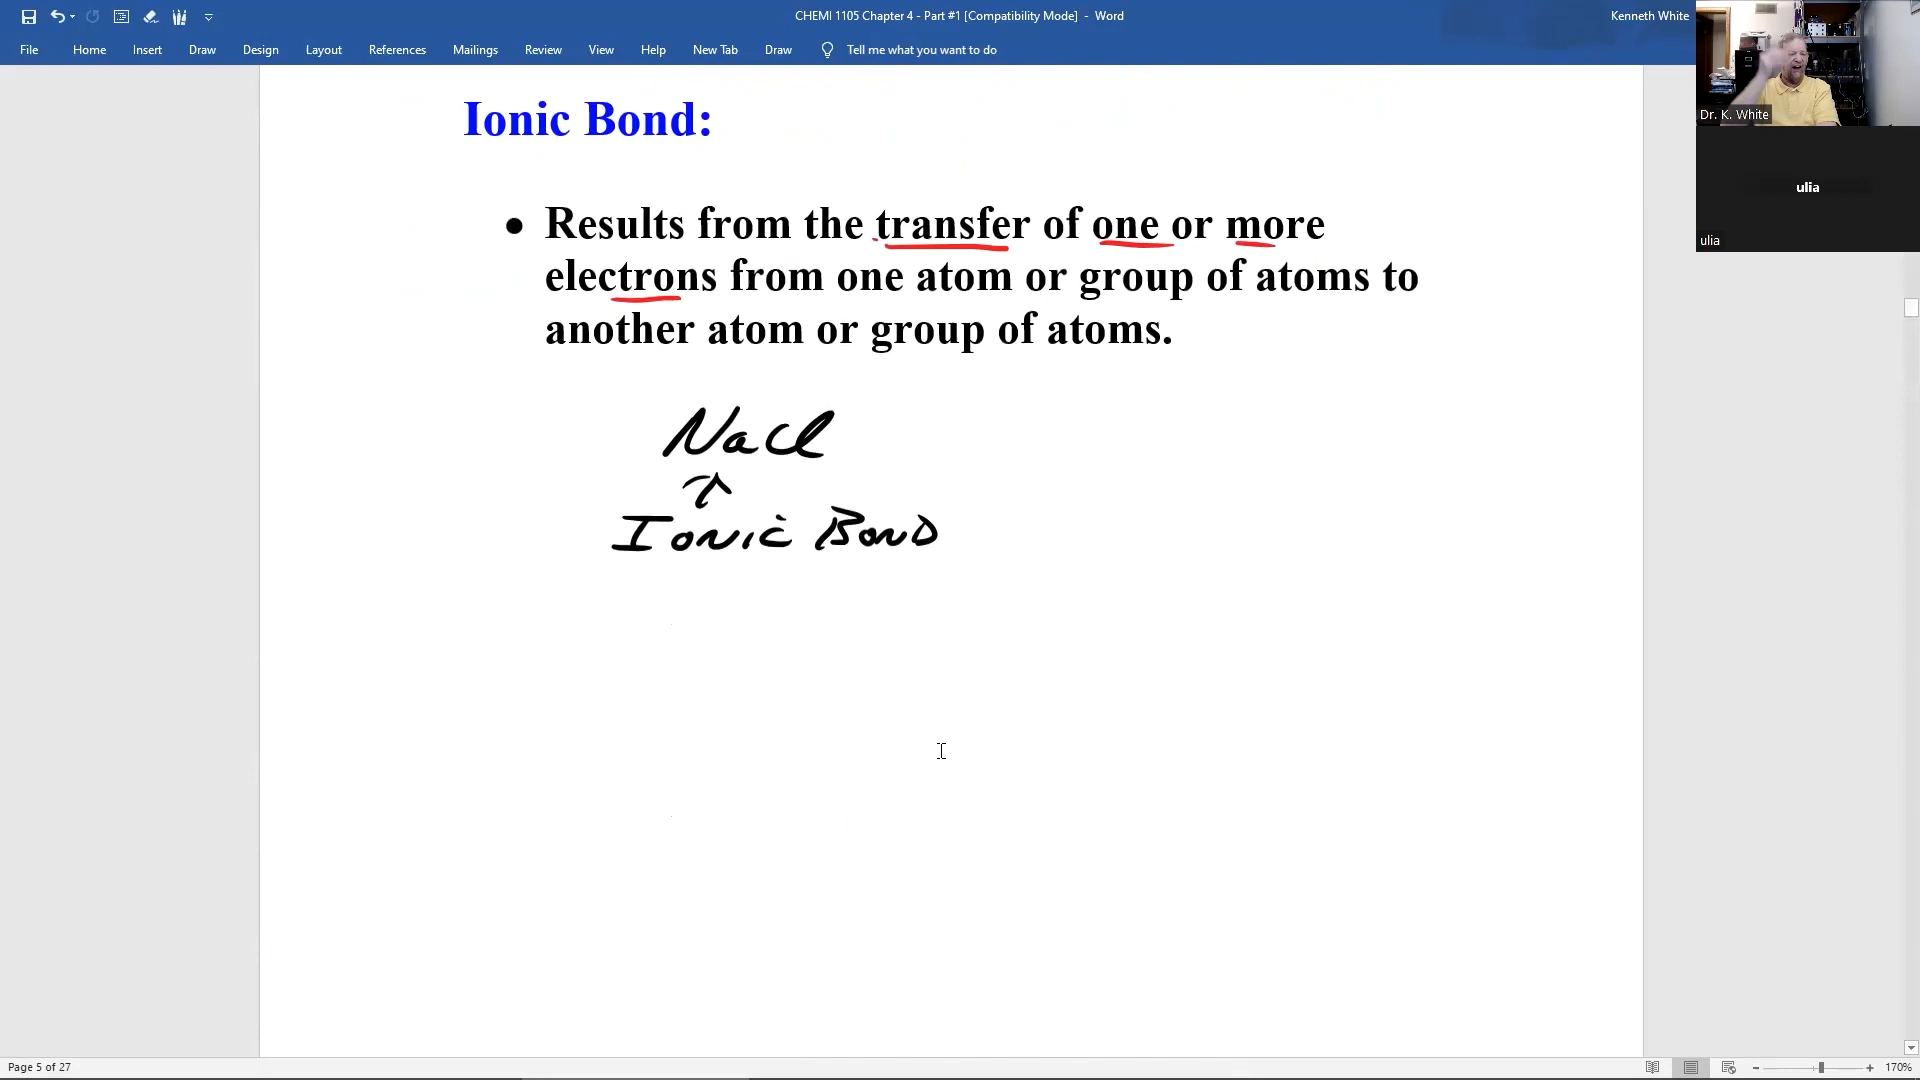 CHEMI 1105 Chapter 4 - Part #1 [Compatibility Mode] - Word
Kenneth White
File Home Insert Draw Design Layout References Mailings Review View Help New Tab Draw Tell me what you want to do
Dr. K. White
ulia
ulia
Ionic Bond:
• Results from the transfer of one or more
electrons from one atom or group of atoms to
another atom or group of atoms.
NaCl
↑
Ionic Bond
Page 5 of 27
170%